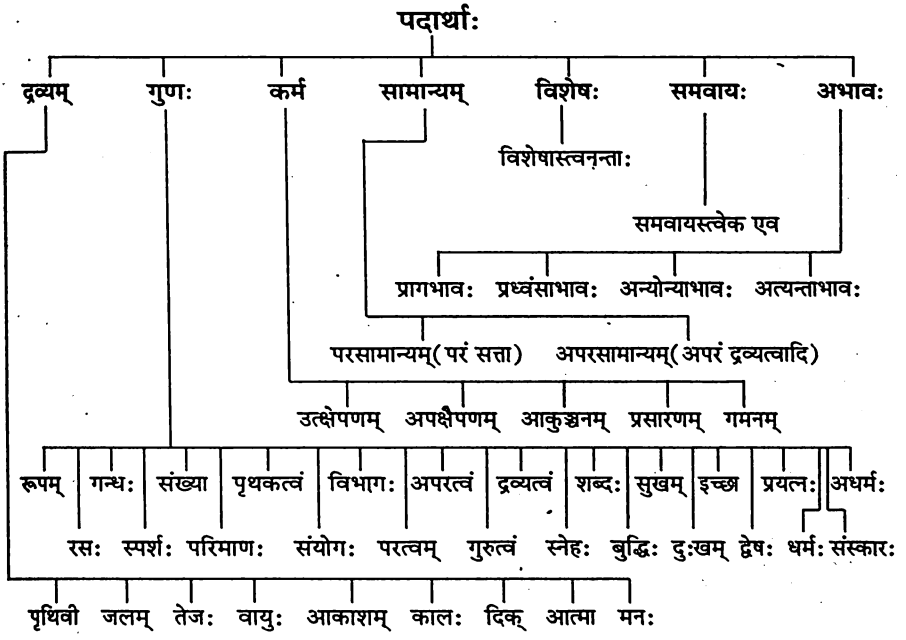 पदार्थाः
द्रव्यम् गुणः कर्म सामान्यम् विशेषः समवायः अभावः
विशेषास्त्वनन्ताः
समवायस्त्वेक एव
प्रागभावः प्रध्वंसाभावः अन्योन्याभावः अत्यन्ताभावः
परसामान्यम् (परं सत्ता) अपरसामान्यम् (अपरं द्रव्यत्वादि)
उत्क्षेपणम् अपक्षेपणम् आकुञ्चनम् प्रसारणम् गमनम्
रूपम् गन्धः संख्या पृथकत्वं विभागः अपरत्वं द्रव्यत्वं शब्दः सुखम् इच्छा प्रयत्नः अधर्मः
रसः स्पर्शः परिमाणः संयोगः परत्वम् गुरुत्वं स्नेहः बुद्धिः दुःखम् द्वेषः धर्मः संस्कारः
पृथिवी जलम् तेजः वायुः आकाशम् कालः दिक् आत्मा मनः